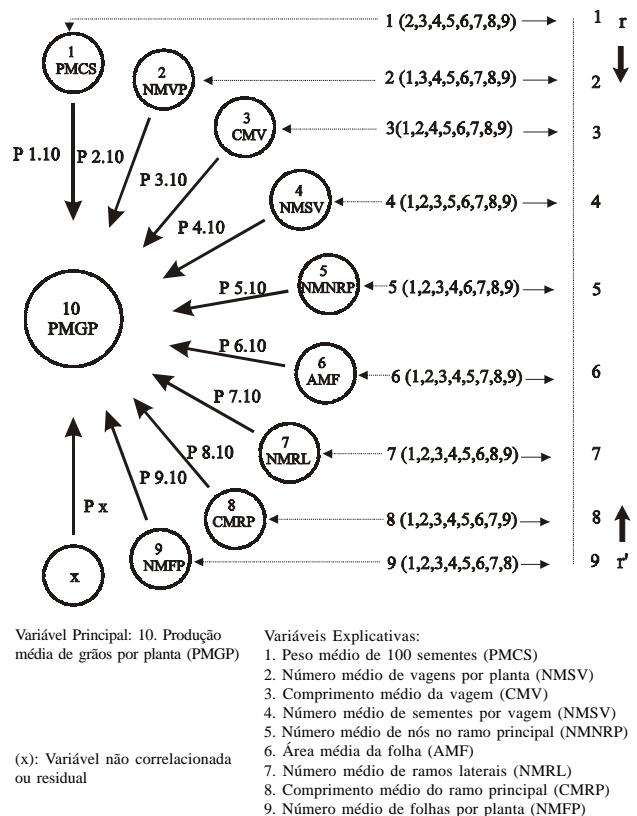 1 (2,3,4,5,6,7,8,9) 1 r
1
PMCS
2
NMVP
2 (1,3,4,5,6,7,8,9) 2
3
CMV
3(1,2,4,5,6,7,8,9) 3
P 1.10
P 2.10
P 3.10
4
NMSV
4 (1,2,3,5,6,7,8,9) 4
P 4.10
5
NMNRP
5 (1,2,3,4,6,7,8,9) 5
P 5.10
10
PMGP
P 6.10
6
AMF
6 (1,2,3,4,5,7,8,9) 6
P 7.10
7
NMRL
7 (1,2,3,4,5,6,8,9) 7
P 8.10
P 9.10
P x
8
CMRP
8 (1,2,3,4,5,6,7,9) 8
9
NMFP
9 (1,2,3,4,5,6,7,8) 9 r'
x
Variável Principal: 10. Produção
média de grãos por planta (PMGP)
(x): Variável não correlacionada
ou residual
Variáveis Explicativas:
1. Peso médio de 100 sementes (PMCS)
2. Número médio de vagens por planta (NMSV)
3. Comprimento médio da vagem (CMV)
4. Número médio de sementes por vagem (NMSV)
5. Número médio de nós no ramo principal (NMNRP)
6. Área média da folha (AMF)
7. Número médio de ramos laterais (NMRL)
8. Comprimento médio do ramo principal (CMRP)
9. Número médio de folhas por planta (NMFP)